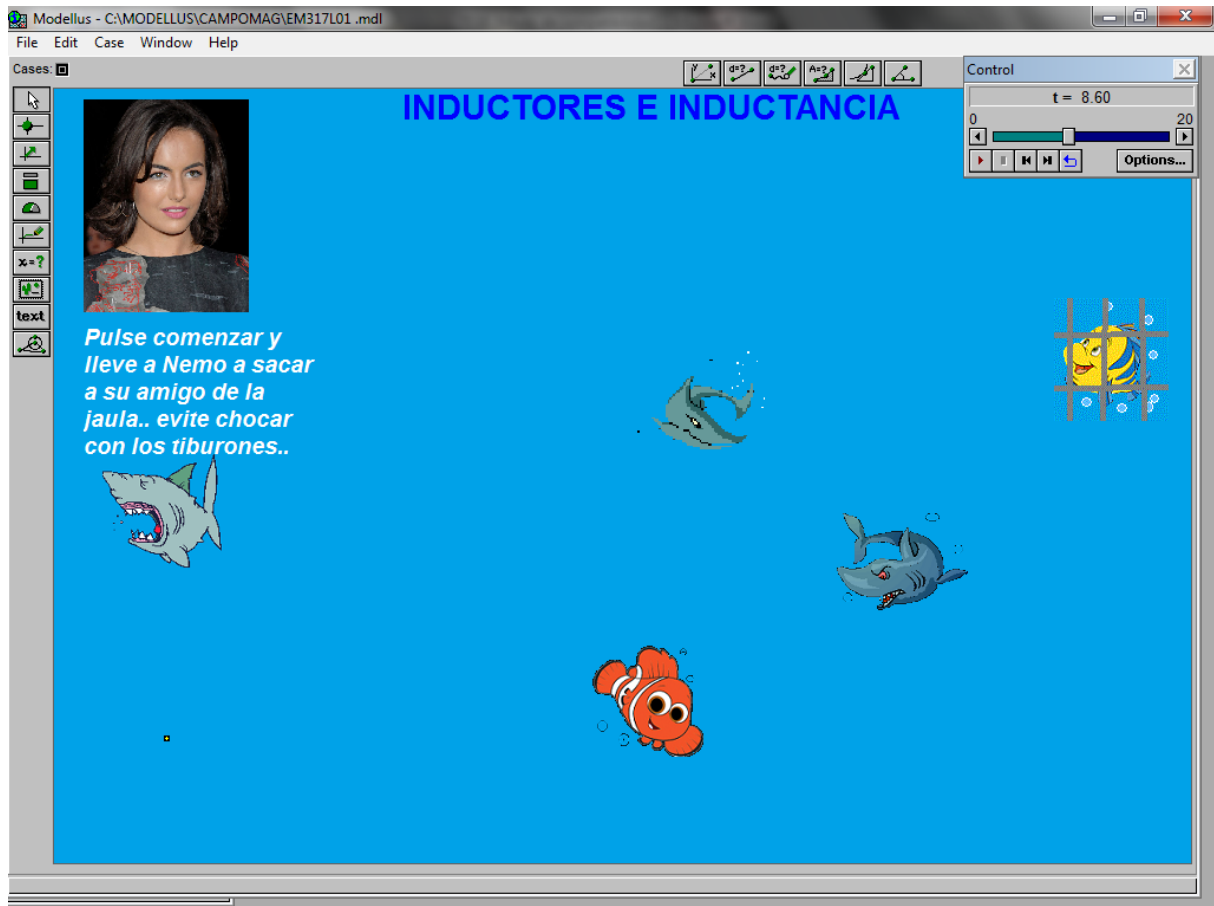 Modellus - C:\MODELLUS\CAMPOMAG\EM317L01 .mdl
File Edit Case Window Help
Cases:
INDUCTORES E INDUCTANCIA
Control
t = 8.60
0 20
Options...
x=?
text
Pulse comenzar y
lleve a Nemo a sacar
a su amigo de la
jaula.. evite chocar
con los tiburones..